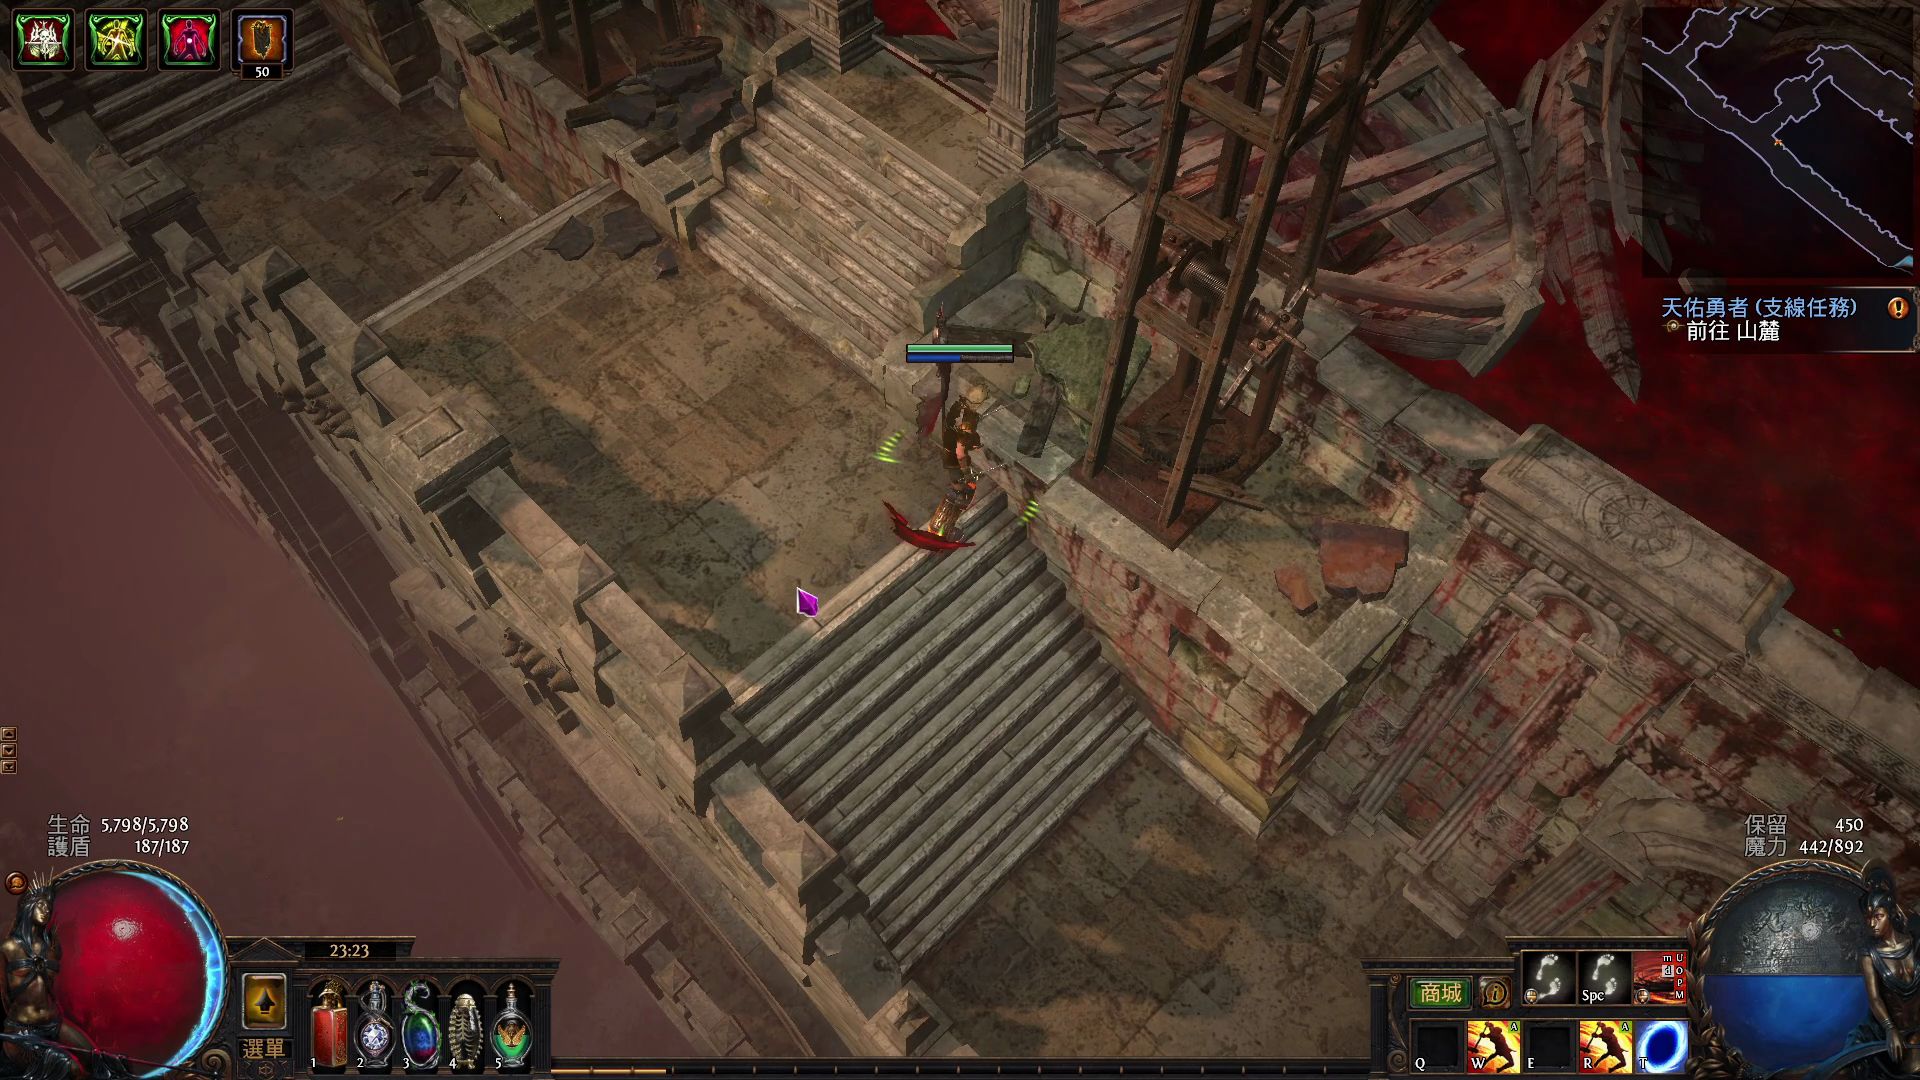 50
天佑勇者 (支線任務)
前往 山麓
生命 5,798/5,798
護盾 187/187
保留 450
魔力 442/892
23:23
選單
1 2 3 4 5
商城
Spc
m U
d O
P
M
A A
Q W E R T